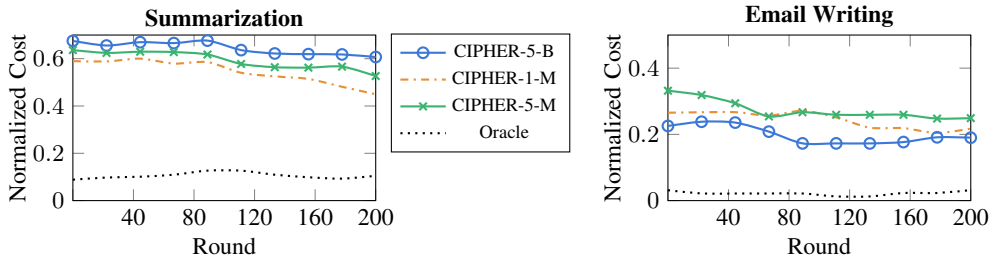 Summarization
Normalized Cost
0.6
0.4
0.2
0
40
80
120
160
200
Round
CIPHER-5-B
CIPHER-1-M
CIPHER-5-M
Oracle
Email Writing
Normalized Cost
0.4
0.2
0
40
80
120
160
200
Round